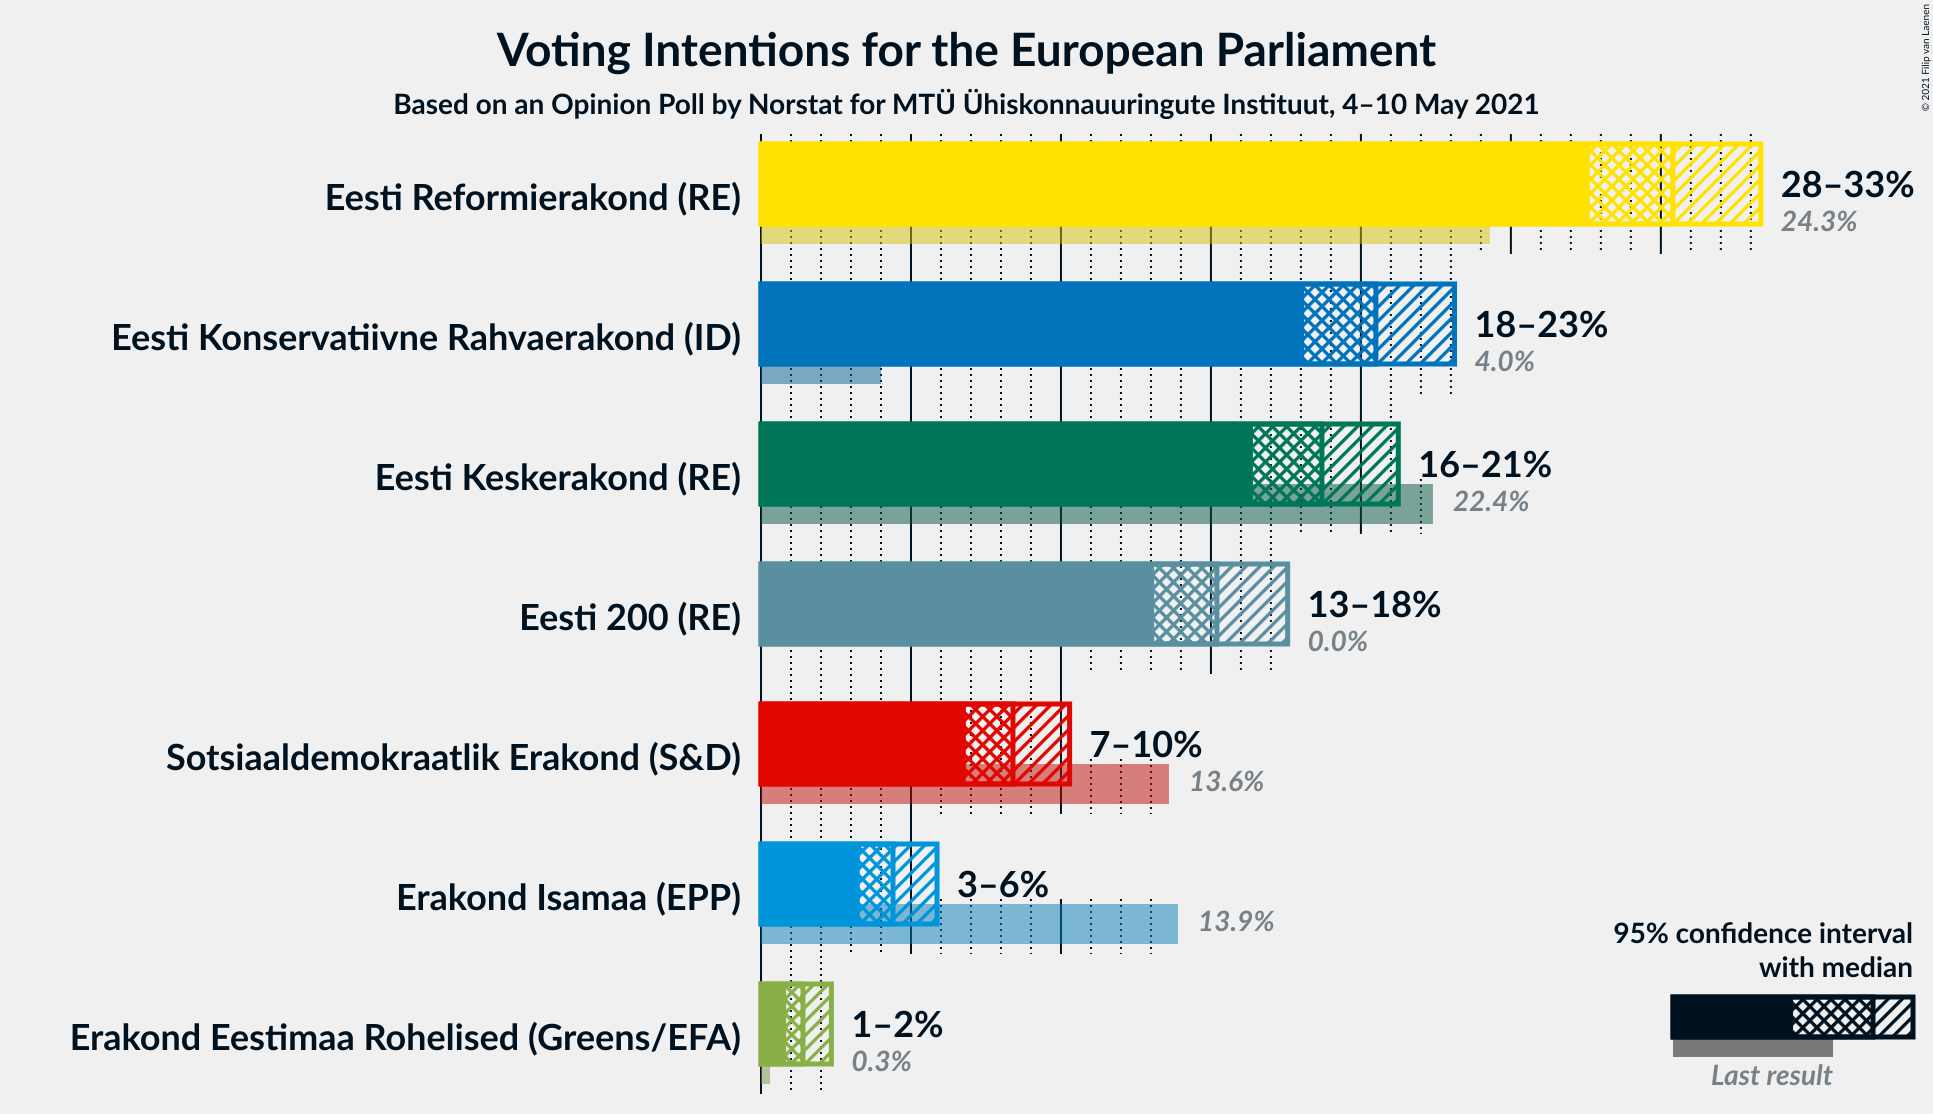 Voting Intentions for the European Parliament
Based on an Opinion Poll by Norstat for MTÜ Ühiskonnauuringute Instituut, 4–10 May 2021
© 2021 Filip van Laenen
Eesti Reformierakond (RE)
28–33%
24.3%
Eesti Konservatiivne Rahvaerakond (ID)
18–23%
4.0%
Eesti Keskerakond (RE)
16–21%
22.4%
Eesti 200 (RE)
13–18%
0.0%
Sotsiaaldemokraatlik Erakond (S&D)
7–10%
13.6%
Erakond Isamaa (EPP)
3–6%
13.9%
Erakond Eestimaa Rohelised (Greens/EFA)
1–2%
0.3%
95% confidence interval
with median
Last result